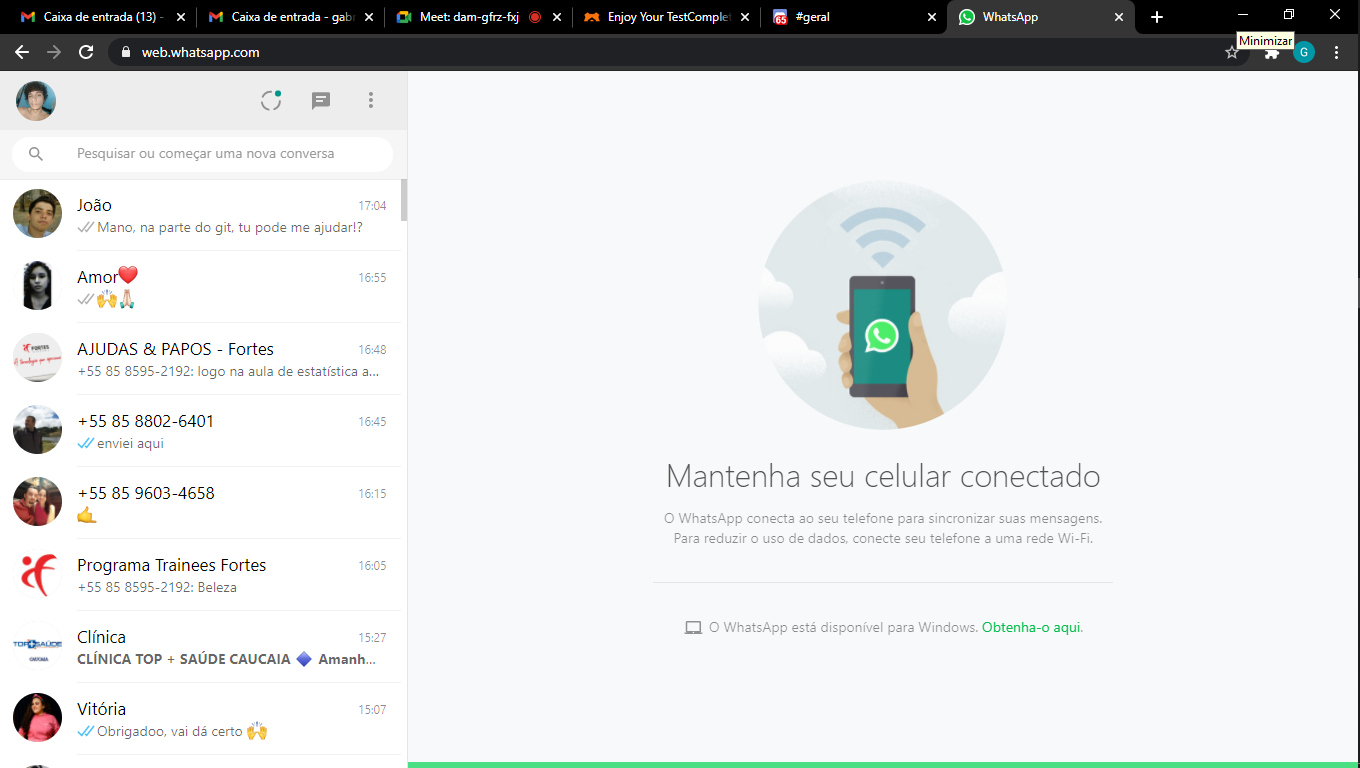 Caixa de entrada (13) -
Caixa de entrada - gab
Meet: dam-gfrz-fxj
Enjoy Your TestComplet
65
#geral
WhatsApp
web.whatsapp.com
Minimizar
G
Pesquisar ou começar uma nova conversa
João
17:04
Mano, na parte do git, tu pode me ajudar!?
Amor❤️
16:55
🙌🙏🏻
FORTES
AJUDAS & PAPOS - Fortes
16:48
+55 85 8595-2192: logo na aula de estatística a...
+55 85 8802-6401
16:45
enviei aqui
+55 85 9603-4658
16:15
🤙
Programa Trainees Fortes
16:05
+55 85 8595-2192: Beleza
TOP+SAÚDE
CAUCAIA
Clínica
15:27
CLÍNICA TOP + SAÚDE CAUCAIA 🔷 Amanh...
Vitória
15:07
Obrigadoo, vai dá certo 🙌
Mantenha seu celular conectado
O WhatsApp conecta ao seu telefone para sincronizar suas mensagens.
Para reduzir o uso de dados, conecte seu telefone a uma rede Wi-Fi.
O WhatsApp está disponível para Windows. Obtenha-o aqui.